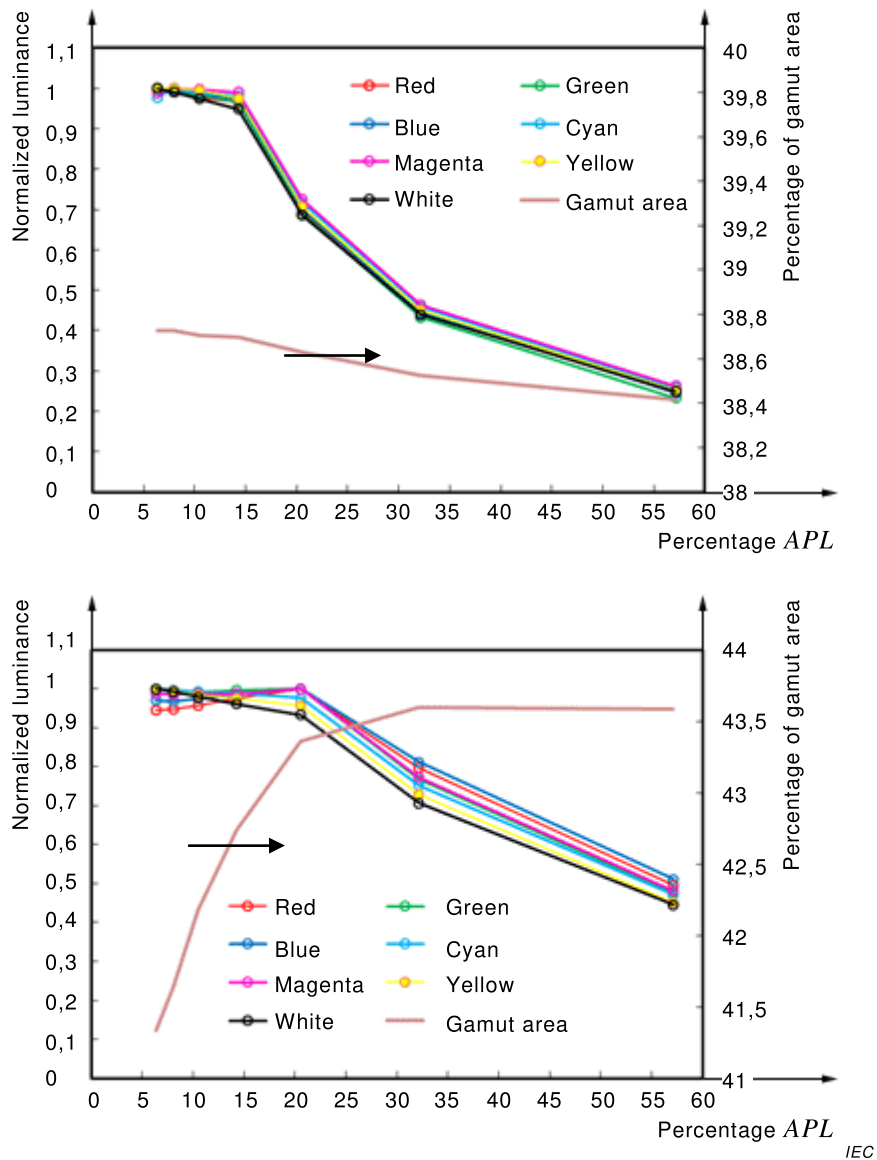 Normalized luminance
1,1
1
0,9
0,8
0,7
0,6
0,5
0,4
0,3
0,2
0,1
0
Red
Green
Blue
Cyan
Magenta
Yellow
White
Gamut area
40
39,8
39,6
39,4
39,2
39
38,8
38,6
38,4
38,2
38
Percentage of gamut area
0 5 10 15 20 25 30 35 40 45 50 55 60
Percentage APL
Normalized luminance
1,1
1
0,9
0,8
0,7
0,6
0,5
0,4
0,3
0,2
0,1
0
Red
Green
Blue
Cyan
Magenta
Yellow
White
Gamut area
44
43,5
43
42,5
42
41,5
41
Percentage of gamut area
0 5 10 15 20 25 30 35 40 45 50 55 60
Percentage APL
IEC